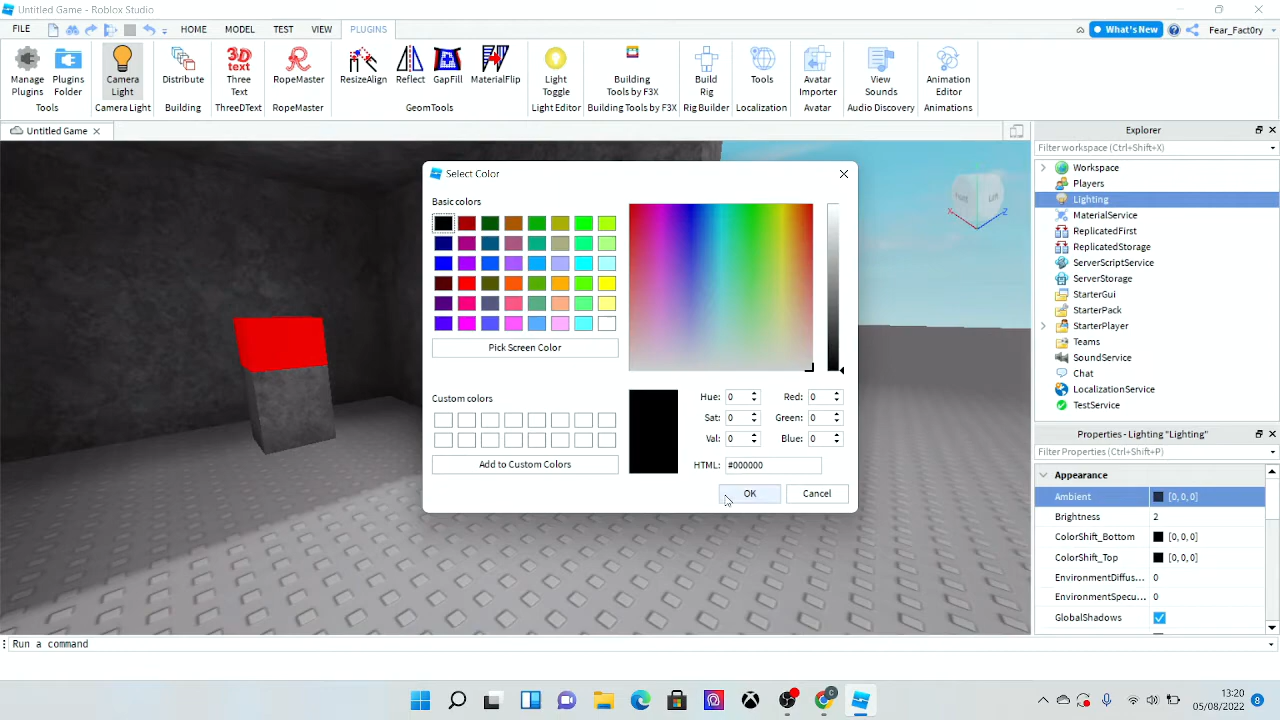 Untitled Game - Roblox Studio
FILE HOME MODEL TEST VIEW PLUGINS What's New Fear_Fact0ry
Manage Plugins
Plugins Folder
Camera Light
Distribute
Three Text
3D text
RopeMaster
ResizeAlign
Reflect
GapFill
MaterialFlip
Light Toggle
Building Tools by F3X
Build Rig
Tools
Avatar Importer
View Sounds
Animation Editor
Tools Camera Light Building ThreeDText RopeMaster GeomTools Light Editor Building Tools by F3X Rig Builder Localization Avatar Audio Discovery Animations
Untitled Game
Select Color
Basic colors
Pick Screen Color
Custom colors
Add to Custom Colors
Hue: 0 Red: 0
Sat: 0 Green: 0
Val: 0 Blue: 0
HTML: #000000
OK Cancel
Left
X Z
Explorer
Filter workspace (Ctrl+Shift+X)
Workspace
Players
Lighting
MaterialService
ReplicatedFirst
ReplicatedStorage
ServerScriptService
ServerStorage
StarterGui
StarterPack
StarterPlayer
Teams
SoundService
Chat
LocalizationService
TestService
Properties - Lighting "Lighting"
Filter Properties (Ctrl+Shift+P)
Appearance
Ambient [0, 0, 0]
Brightness 2
ColorShift_Bottom [0, 0, 0]
ColorShift_Top [0, 0, 0]
EnvironmentDiffus... 0
EnvironmentSpecu... 0
GlobalShadows
Run a command
C
13:20
05/08/2022
8